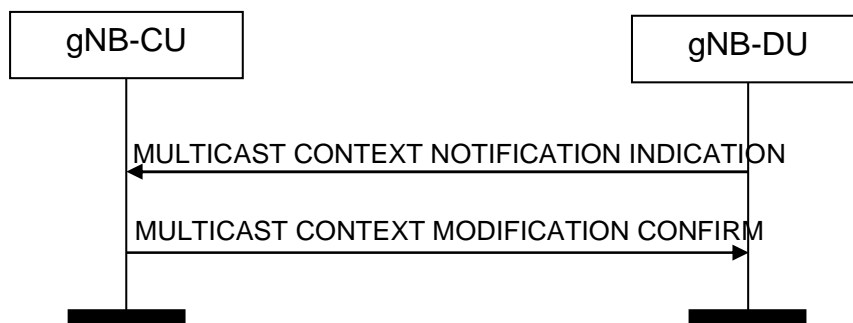 gNB-CU
gNB-DU
MULTICAST CONTEXT NOTIFICATION INDICATION
MULTICAST CONTEXT MODIFICATION CONFIRM